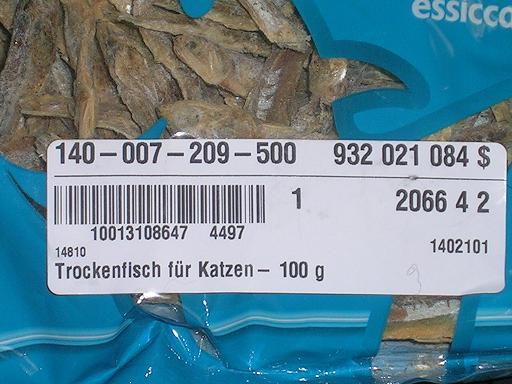 essicca
140-007-209-500 932 021 084 $
1 2066 4 2
10013108647 4497
14810 1402101
Trockenfisch für Katzen- 100 g